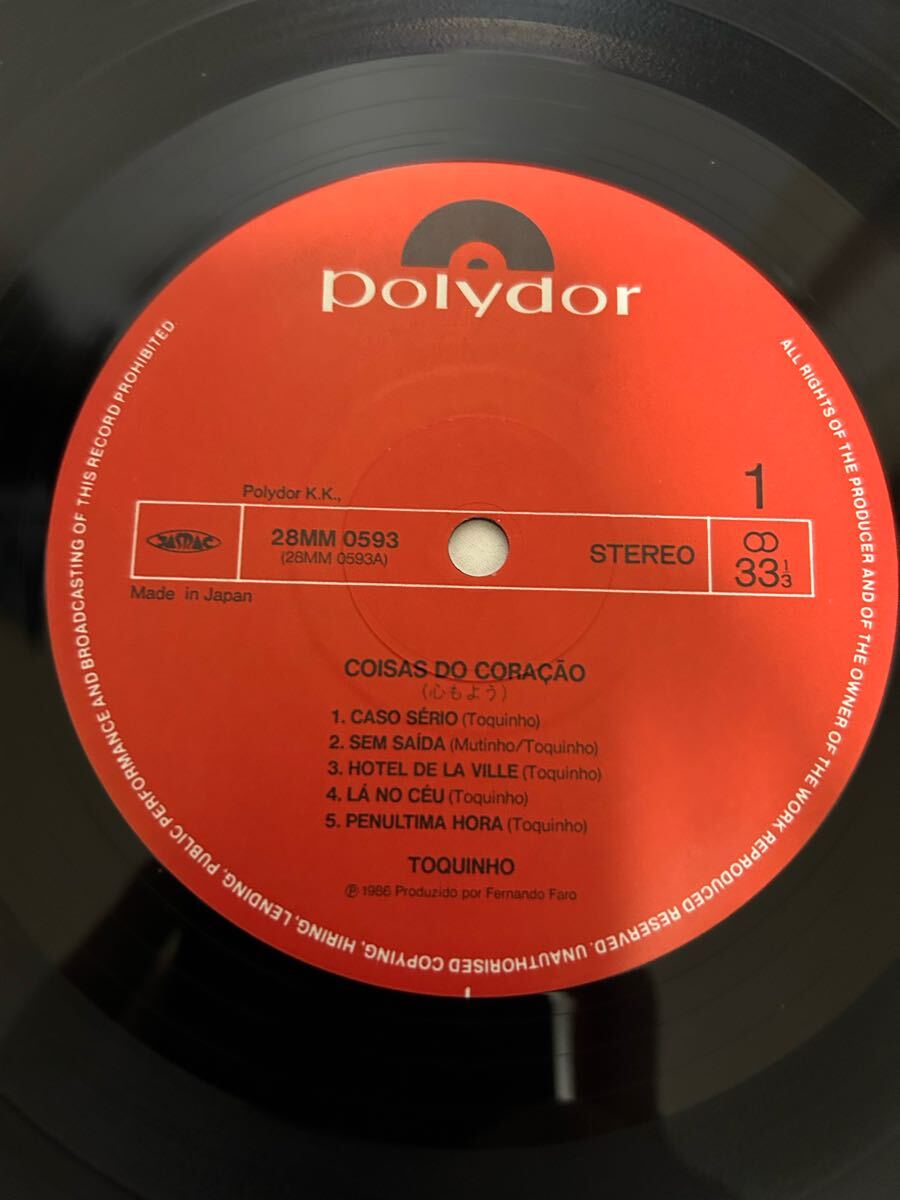 polydor
1
Polydor K.K.,
JASRAC
28MM 0593
(28MM 0593A)
STEREO
33 1/3
Made in Japan
COISAS DO CORAÇÃO
(心もよう)
1. CASO SÉRIO (Toquinho)
2. SEM SAÍDA (Mutinho/Toquinho)
3. HOTEL DE LA VILLE (Toquinho)
4. LÁ NO CÉU (Toquinho)
5. PENULTIMA HORA (Toquinho)
TOQUINHO
℗ 1986 Produzido por Fernando Faro
ALL RIGHTS OF THE PRODUCER AND OF THE OWNER OF THE WORK REPRODUCED RESERVED. UNAUTHORISED COPYING, HIRING, LENDING, PUBLIC PERFORMANCE AND BROADCASTING OF THIS RECORD PROHIBITED.